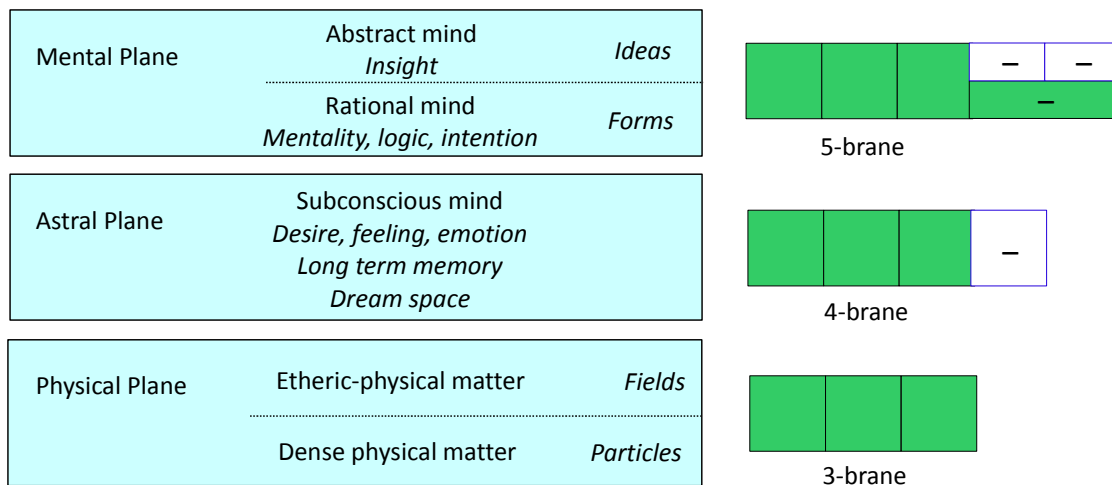 Mental Plane
Abstract mind
Insight
Ideas
Rational mind
Mentality, logic, intention
Forms
– –
–
5-brane
Astral Plane
Subconscious mind
Desire, feeling, emotion
Long term memory
Dream space
–
4-brane
Physical Plane
Etheric-physical matter
Fields
Dense physical matter
Particles
3-brane